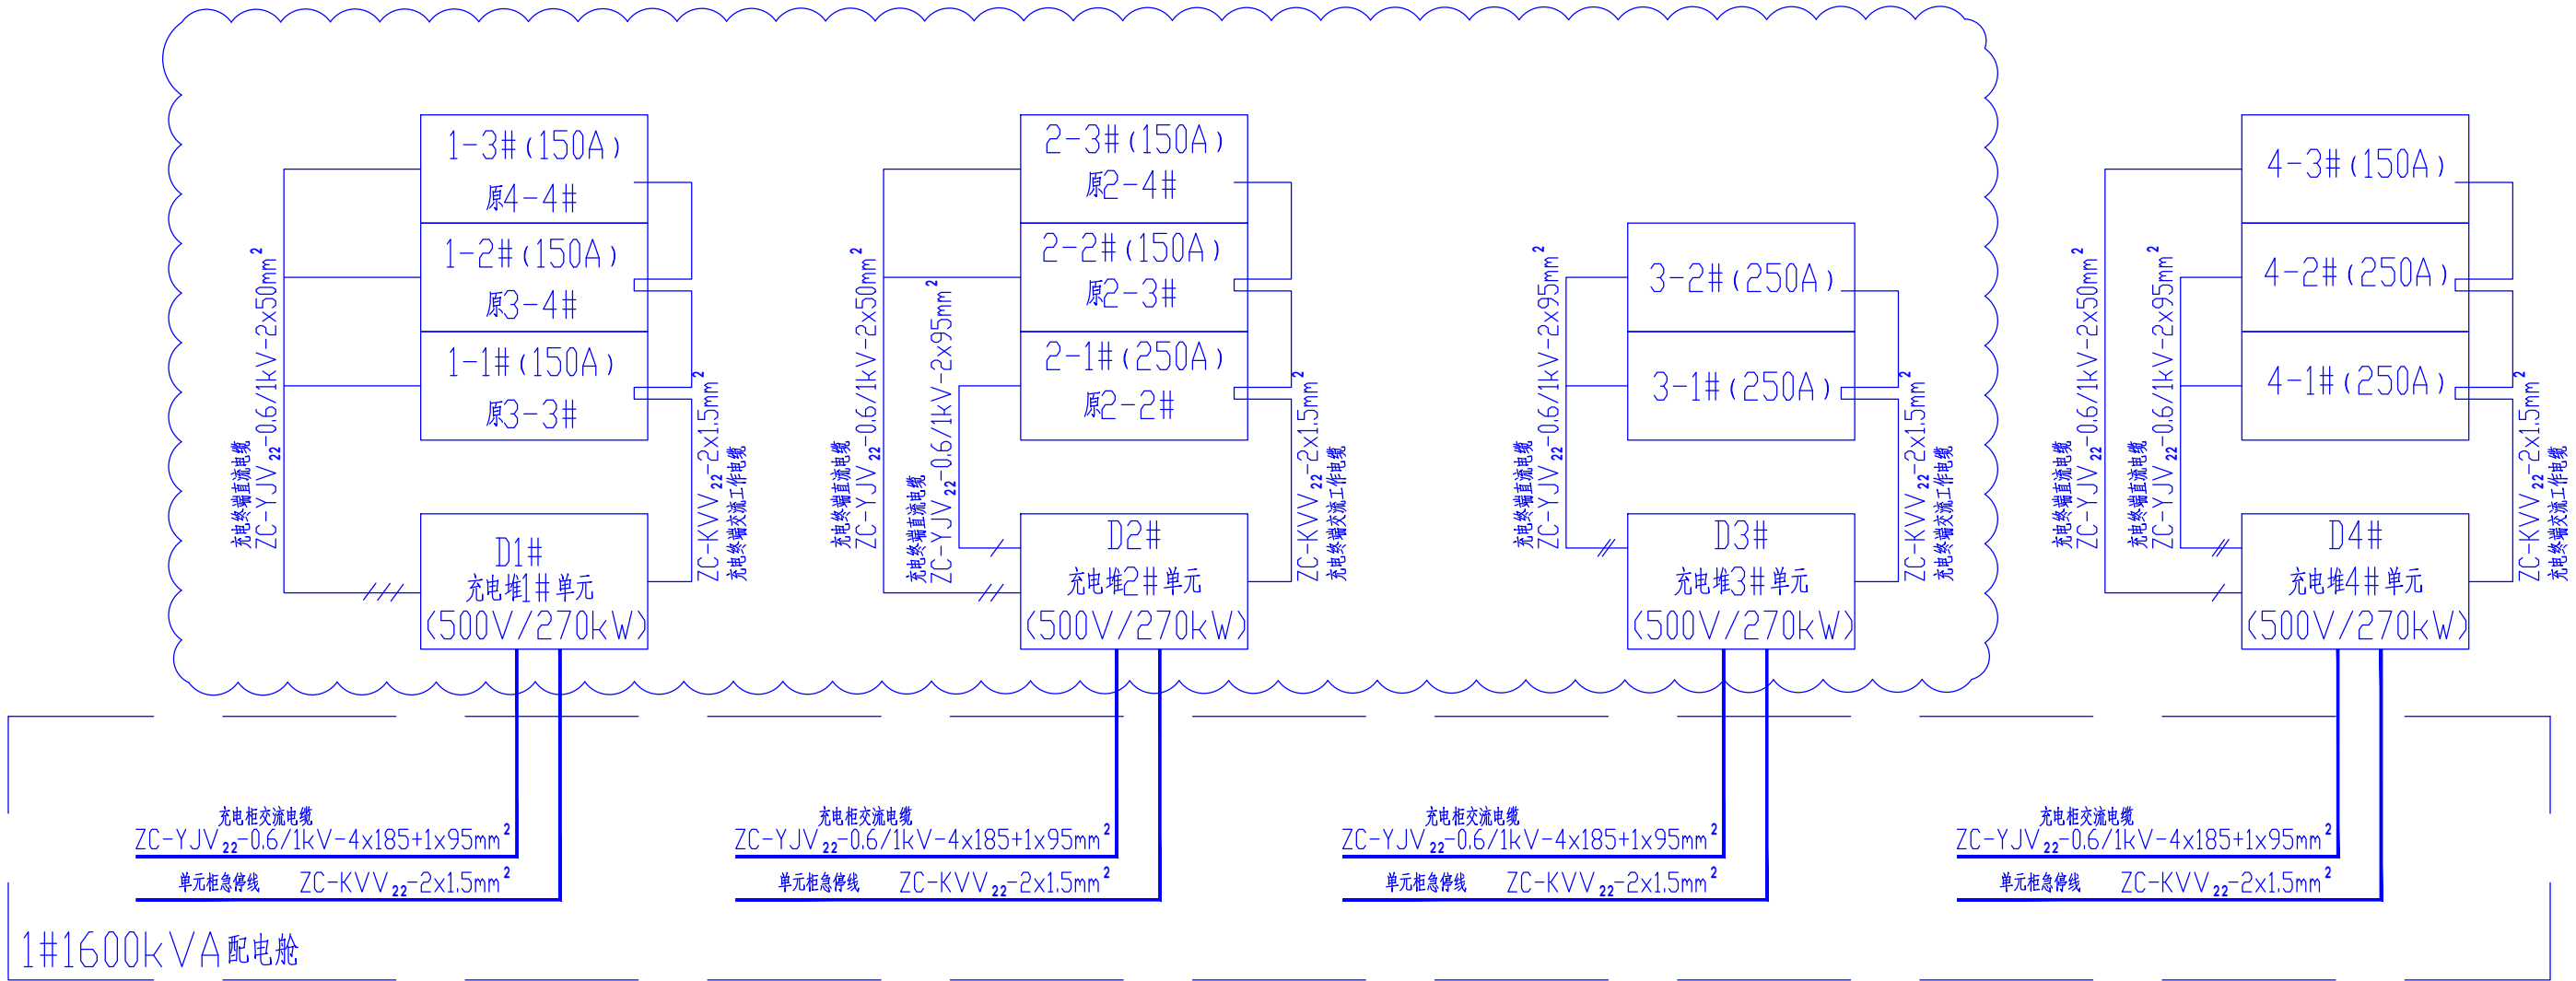 1-3#(150A)
原4-4#
1-2#(150A)
原3-4#
1-1#(150A)
原3-3#
充电终端直流电缆
ZC-YJV22-0.6/1kV-2x50mm2
ZC-KVV22-2x1.5mm2
充电终端交流工作电缆
D1#
充电堆1#单元
(500V/270kW)
2-3#(150A)
原2-4#
2-2#(150A)
原2-3#
2-1#(250A)
原2-2#
充电终端直流电缆
ZC-YJV22-0.6/1kV-2x50mm2
充电终端直流电缆
ZC-YJV22-0.6/1kV-2x95mm2
ZC-KVV22-2x1.5mm2
充电终端交流工作电缆
D2#
充电堆2#单元
(500V/270kW)
3-2#(250A)
3-1#(250A)
充电终端直流电缆
ZC-YJV22-0.6/1kV-2x95mm2
ZC-KVV22-2x1.5mm2
充电终端交流工作电缆
D3#
充电堆3#单元
(500V/270kW)
4-3#(150A)
4-2#(250A)
4-1#(250A)
充电终端直流电缆
ZC-YJV22-0.6/1kV-2x50mm2
充电终端直流电缆
ZC-YJV22-0.6/1kV-2x95mm2
ZC-KVV22-2x1.5mm2
充电终端交流工作电缆
D4#
充电堆4#单元
(500V/270kW)
充电柜交流电缆
ZC-YJV22-0.6/1kV-4x185+1x95mm2
单元柜急停线 ZC-KVV22-2x1.5mm2
充电柜交流电缆
ZC-YJV22-0.6/1kV-4x185+1x95mm2
单元柜急停线 ZC-KVV22-2x1.5mm2
充电柜交流电缆
ZC-YJV22-0.6/1kV-4x185+1x95mm2
单元柜急停线 ZC-KVV22-2x1.5mm2
充电柜交流电缆
ZC-YJV22-0.6/1kV-4x185+1x95mm2
单元柜急停线 ZC-KVV22-2x1.5mm2
1#1600kVA配电舱